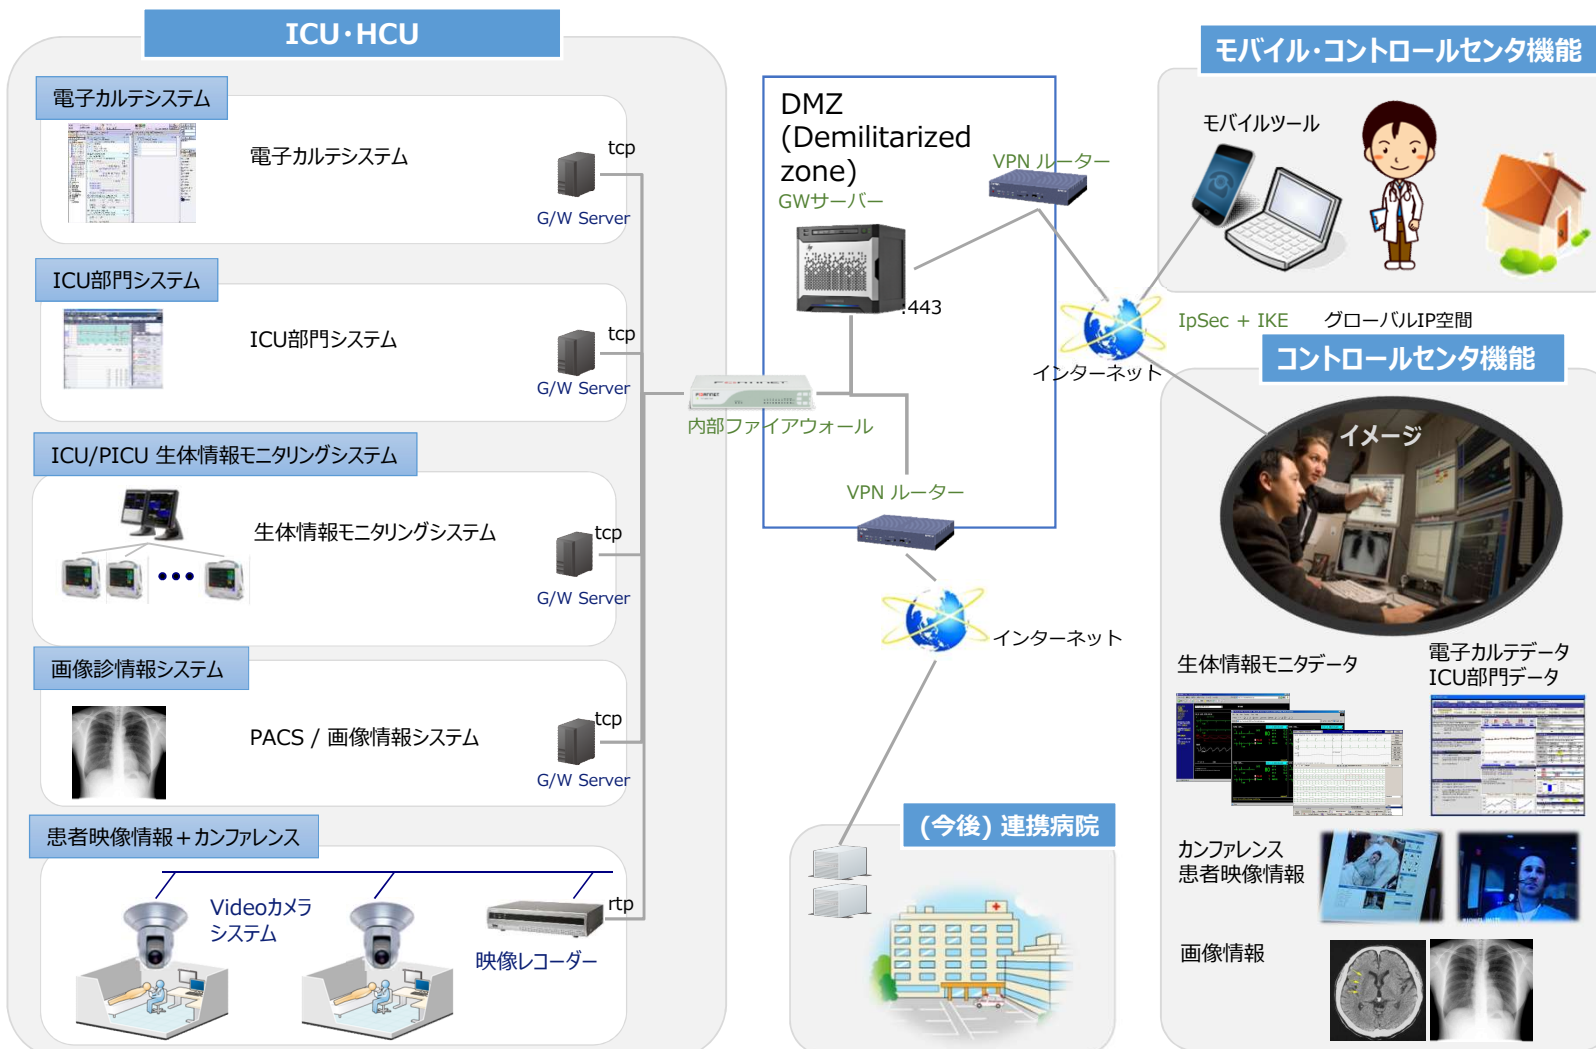 ICU･HCU
電子カルテシステム
電子カルテシステム
tcp
G/W Server
ICU部門システム
ICU部門システム
tcp
G/W Server
ICU/PICU 生体情報モニタリングシステム
生体情報モニタリングシステム
tcp
G/W Server
画像診情報システム
PACS / 画像情報システム
tcp
G/W Server
患者映像情報＋カンファレンス
Videoカメラ
システム
rtp
映像レコーダー
DMZ
(Demilitarized
zone)
GWサーバー
:443
VPN ルーター
FORTINET
内部ファイアウォール
VPN ルーター
インターネット
インターネット
(今後) 連携病院
モバイル･コントロールセンタ機能
モバイルツール
IpSec + IKE
グローバルIP空間
コントロールセンタ機能
イメージ
生体情報モニタデータ
電子カルテデータ
ICU部門データ
カンファレンス
患者映像情報
画像情報